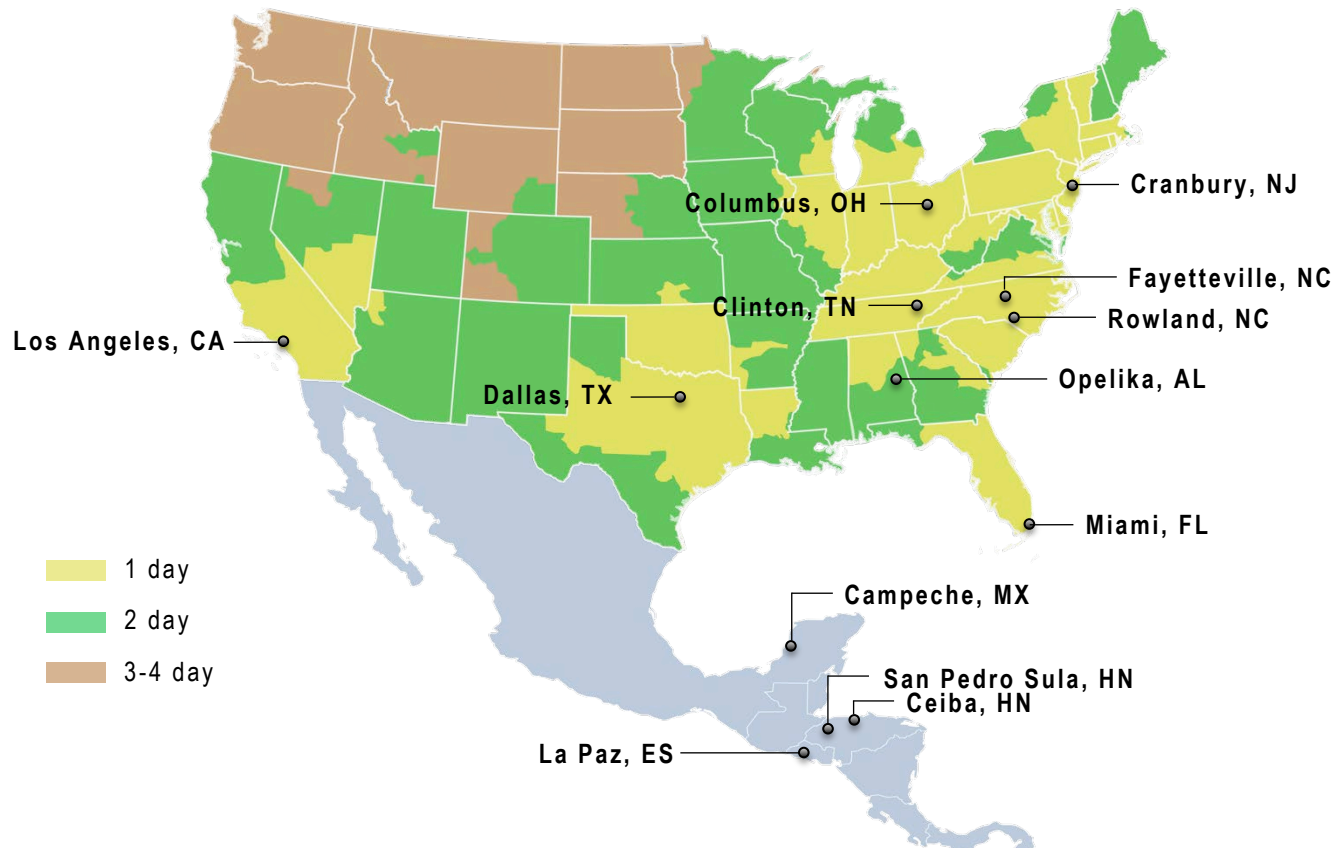 Cranbury, NJ
Columbus, OH
Fayetteville, NC
Clinton, TN
Rowland, NC
Los Angeles, CA
Opelika, AL
Dallas, TX
Miami, FL
1 day
Campeche, MX
2 day
3-4 day
San Pedro Sula, HN
Ceiba, HN
La Paz, ES